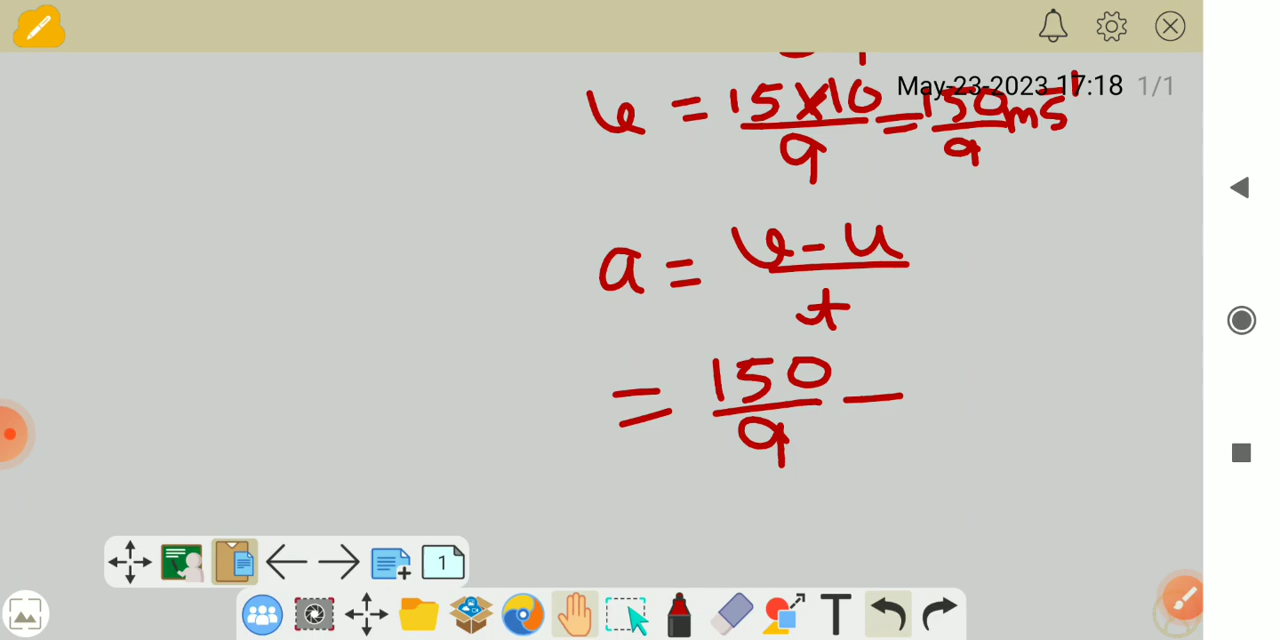 May-23-2023 17:18 1/1
v = 15×10/9 = 150/9 ms⁻¹
a = v - u/t
= 150/9 -
1
T